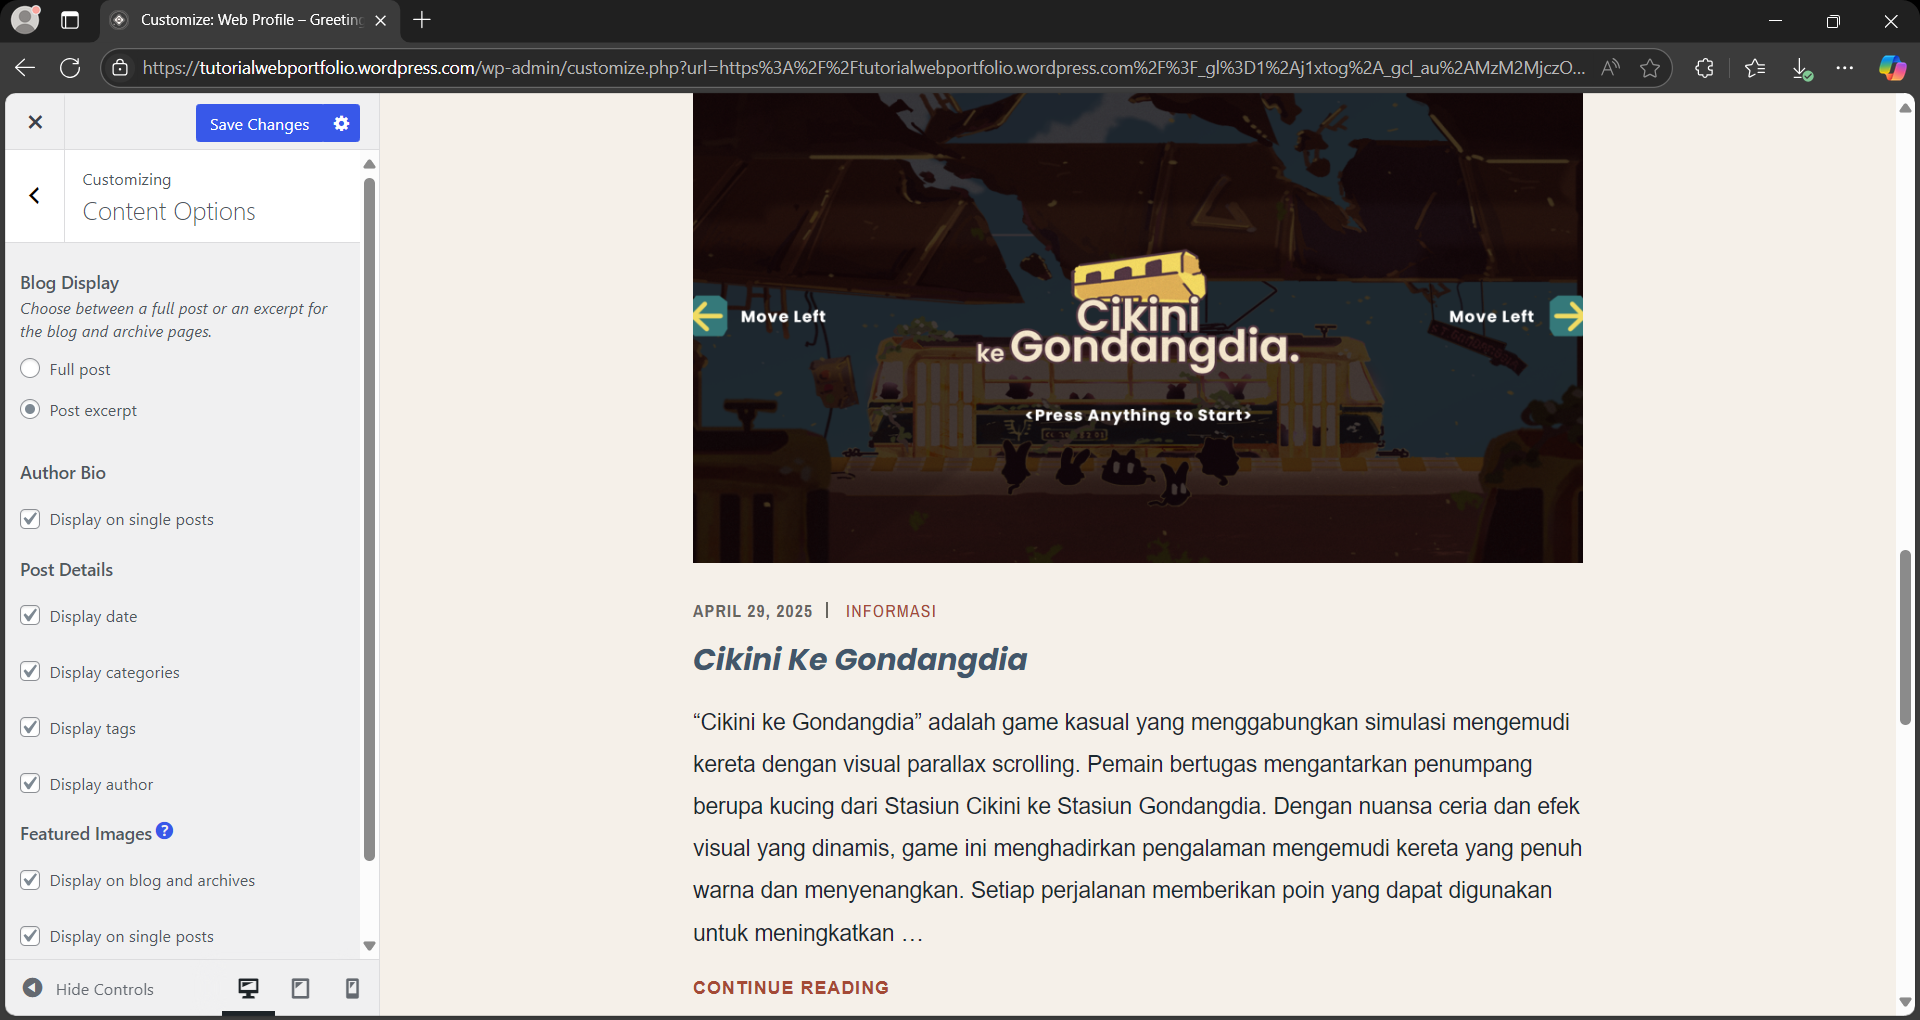 Customize: Web Profile – Greeting
https://tutorialwebportfolio.wordpress.com/wp-admin/customize.php?url=https%3A%2F%2Ftutorialwebportfolio.wordpress.com%2F%3F_gl%3D1%2Aj1xtog%2A_gcl_au%2AMzM2MjczO...
Save Changes
Customizing
Content Options
Blog Display
Choose between a full post or an excerpt for
the blog and archive pages.
Full post
Post excerpt
Author Bio
Display on single posts
Post Details
Display date
Display categories
Display tags
Display author
Featured Images ?
Display on blog and archives
Display on single posts
Hide Controls
Move Left
Cikini
ke Gondangdia.
Move Left
<Press Anything to Start>
APRIL 29, 2025 | INFORMASI
Cikini Ke Gondangdia
“Cikini ke Gondangdia” adalah game kasual yang menggabungkan simulasi mengemudi
kereta dengan visual parallax scrolling. Pemain bertugas mengantarkan penumpang
berupa kucing dari Stasiun Cikini ke Stasiun Gondangdia. Dengan nuansa ceria dan efek
visual yang dinamis, game ini menghadirkan pengalaman mengemudi kereta yang penuh
warna dan menyenangkan. Setiap perjalanan memberikan poin yang dapat digunakan
untuk meningkatkan …
CONTINUE READING